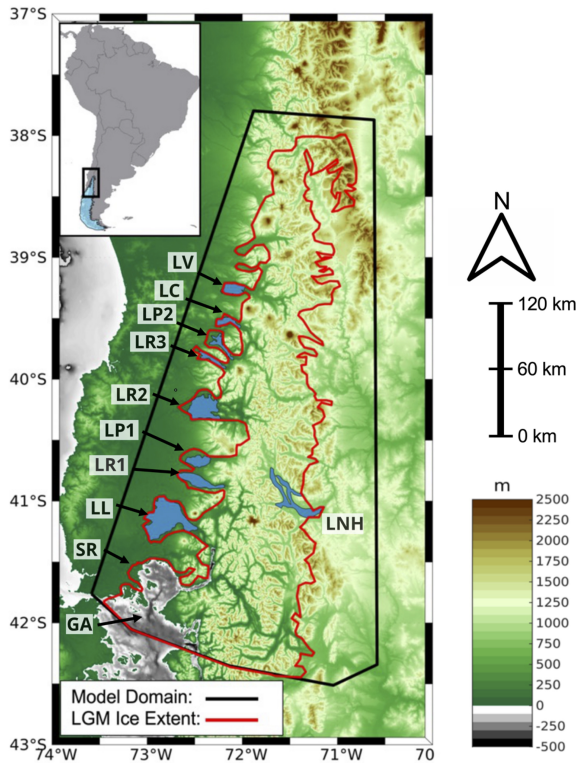 37°S
38°S
39°S
40°S
41°S
42°S
43°S
74°W
73°W
72°W
71°W
70
LV
LC
LP2
LR3
LR2
LP1
LR1
LL
SR
GA
LNH
Model Domain:
LGM Ice Extent:
N
120 km
60 km
0 km
m
2500
2250
2000
1750
1500
1250
1000
750
500
250
0
-250
-500